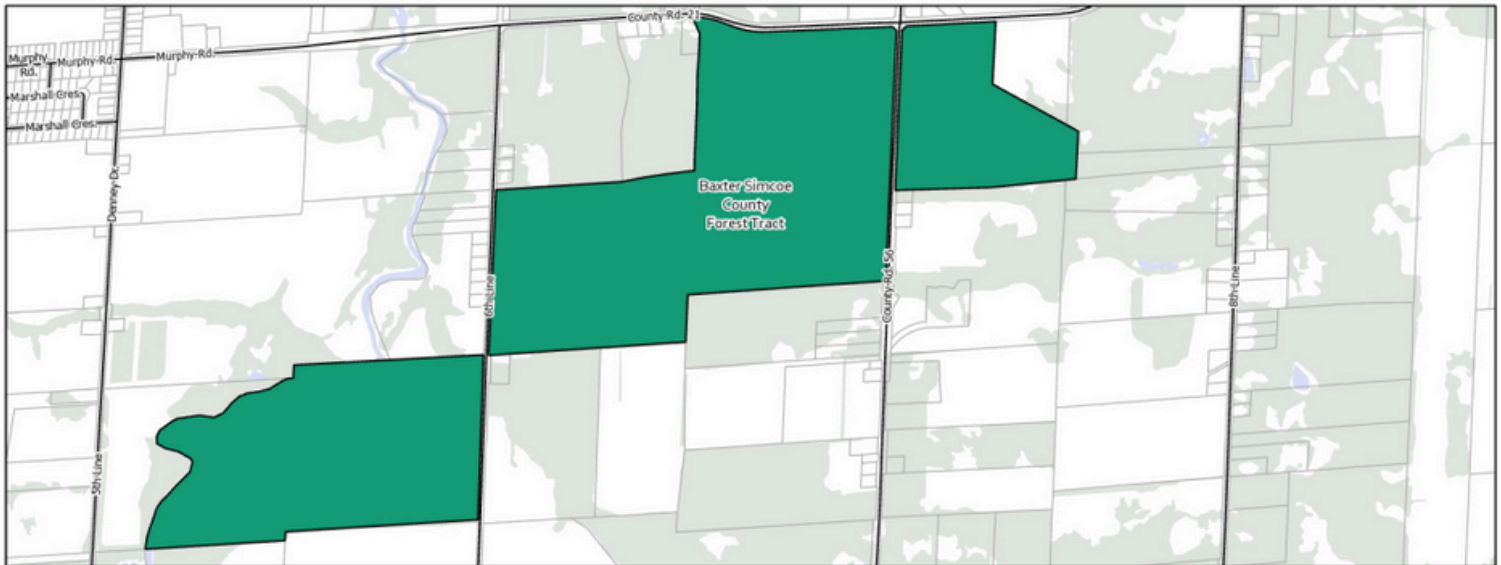 County Rd. 21
Murphy
Rd.
Murphy Rd.
Murphy Rd.
Marshall Cres.
Marshall Cres.
Denney Dr.
Baxter Simcoe
County
Forest Tract
6th Line
County Rd. 56
8th Line
5th Line